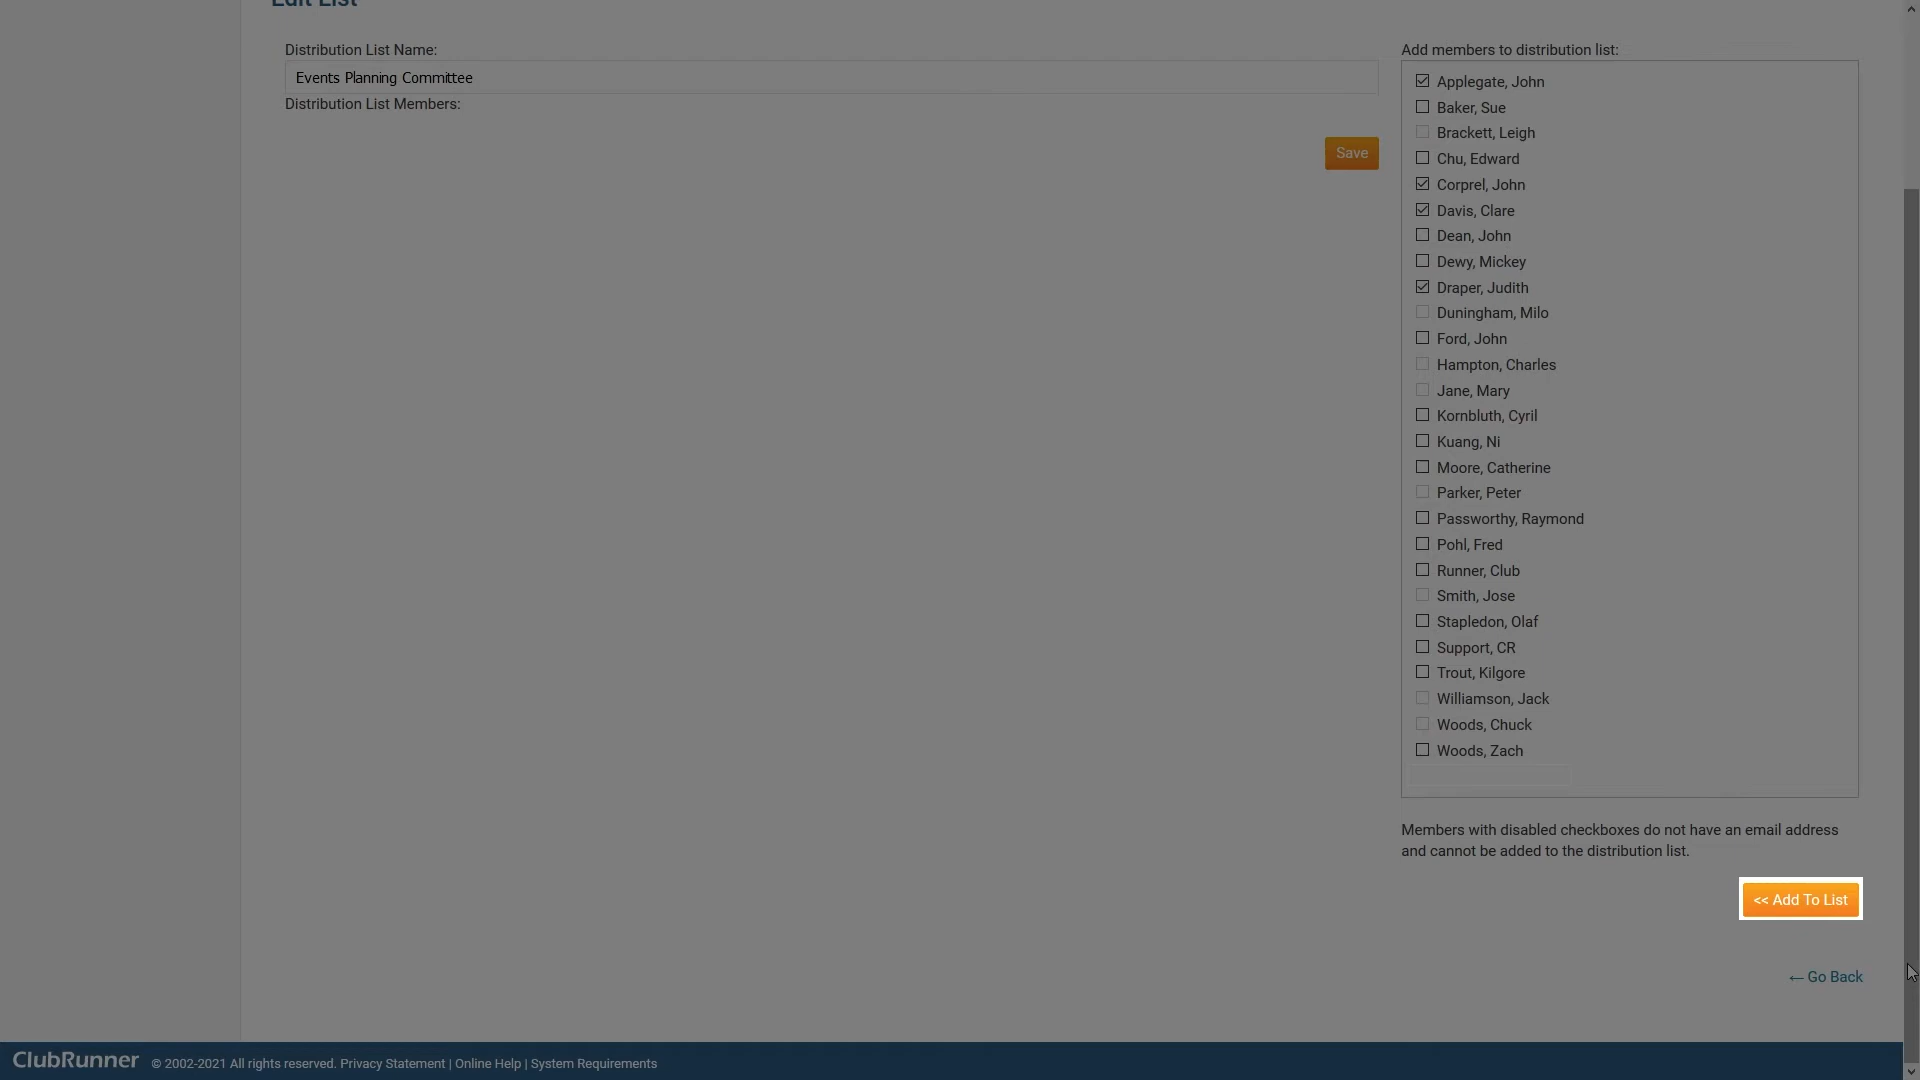 Edit List
Distribution List Name:
Events Planning Committee
Distribution List Members:
Save
Add members to distribution list:
Applegate, John
Baker, Sue
Brackett, Leigh
Chu, Edward
Corprel, John
Davis, Clare
Dean, John
Dewy, Mickey
Draper, Judith
Duningham, Milo
Ford, John
Hampton, Charles
Jane, Mary
Kornbluth, Cyril
Kuang, Ni
Moore, Catherine
Parker, Peter
Passworthy, Raymond
Pohl, Fred
Runner, Club
Smith, Jose
Stapledon, Olaf
Support, CR
Trout, Kilgore
Williamson, Jack
Woods, Chuck
Woods, Zach
Members with disabled checkboxes do not have an email address
and cannot be added to the distribution list.
<< Add To List
← Go Back
ClubRunner © 2002-2021 All rights reserved. Privacy Statement | Online Help | System Requirements